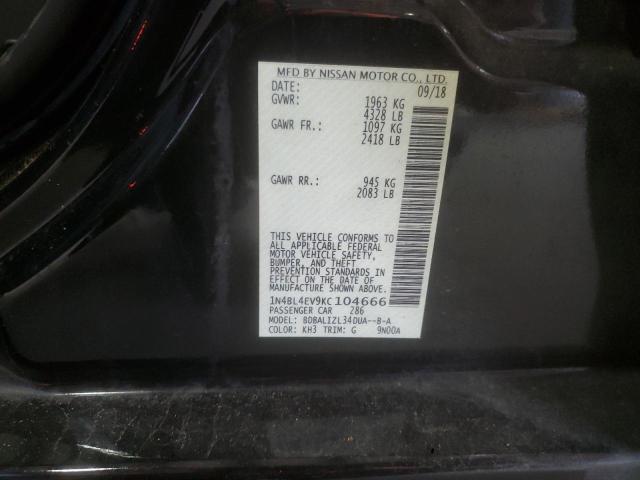 MFD BY NISSAN MOTOR CO., LTD.
DATE: 09/18
GVWR: 1963 KG
4328 LB
GAWR FR.: 1097 KG
2418 LB
GAWR RR.: 945 KG
2083 LB
THIS VEHICLE CONFORMS TO
ALL APPLICABLE FEDERAL
MOTOR VEHICLE SAFETY,
BUMPER, AND THEFT
PREVENTION STANDARDS IN
EFFECT ON THE DATE OF
MANUFACTURE SHOWN ABOVE.
1N4BL4EV9KC104666
PASSENGER CAR 286
MODEL: BDBALIZL34DUA--B-A
COLOR: KH3 TRIM: G 9N00A